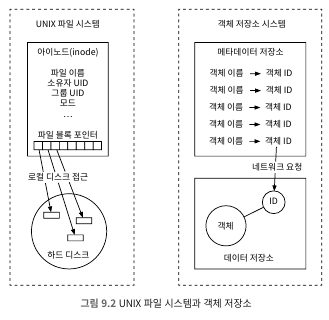 UNIX 파일 시스템
아이노드(inode)
파일 이름
소유자 UID
그룹 UID
모드
...
파일 블록 포인터
로컬 디스크 접근
하드 디스크
객체 저장소 시스템
메타데이터 저장소
객체 이름 → 객체 ID
객체 이름 → 객체 ID
객체 이름 → 객체 ID
객체 이름 → 객체 ID
객체 이름 → 객체 ID
네트워크 요청
ID
객체
데이터 저장소
그림 9.2 UNIX 파일 시스템과 객체 저장소